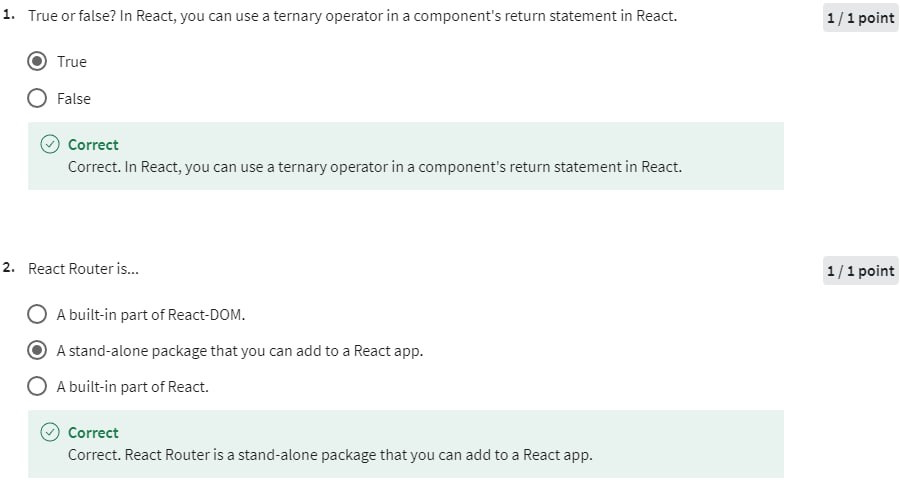 1. True or false? In React, you can use a ternary operator in a component's return statement in React.
1 / 1 point
True
False
Correct
Correct. In React, you can use a ternary operator in a component's return statement in React.
2. React Router is...
1 / 1 point
A built-in part of React-DOM.
A stand-alone package that you can add to a React app.
A built-in part of React.
Correct
Correct. React Router is a stand-alone package that you can add to a React app.